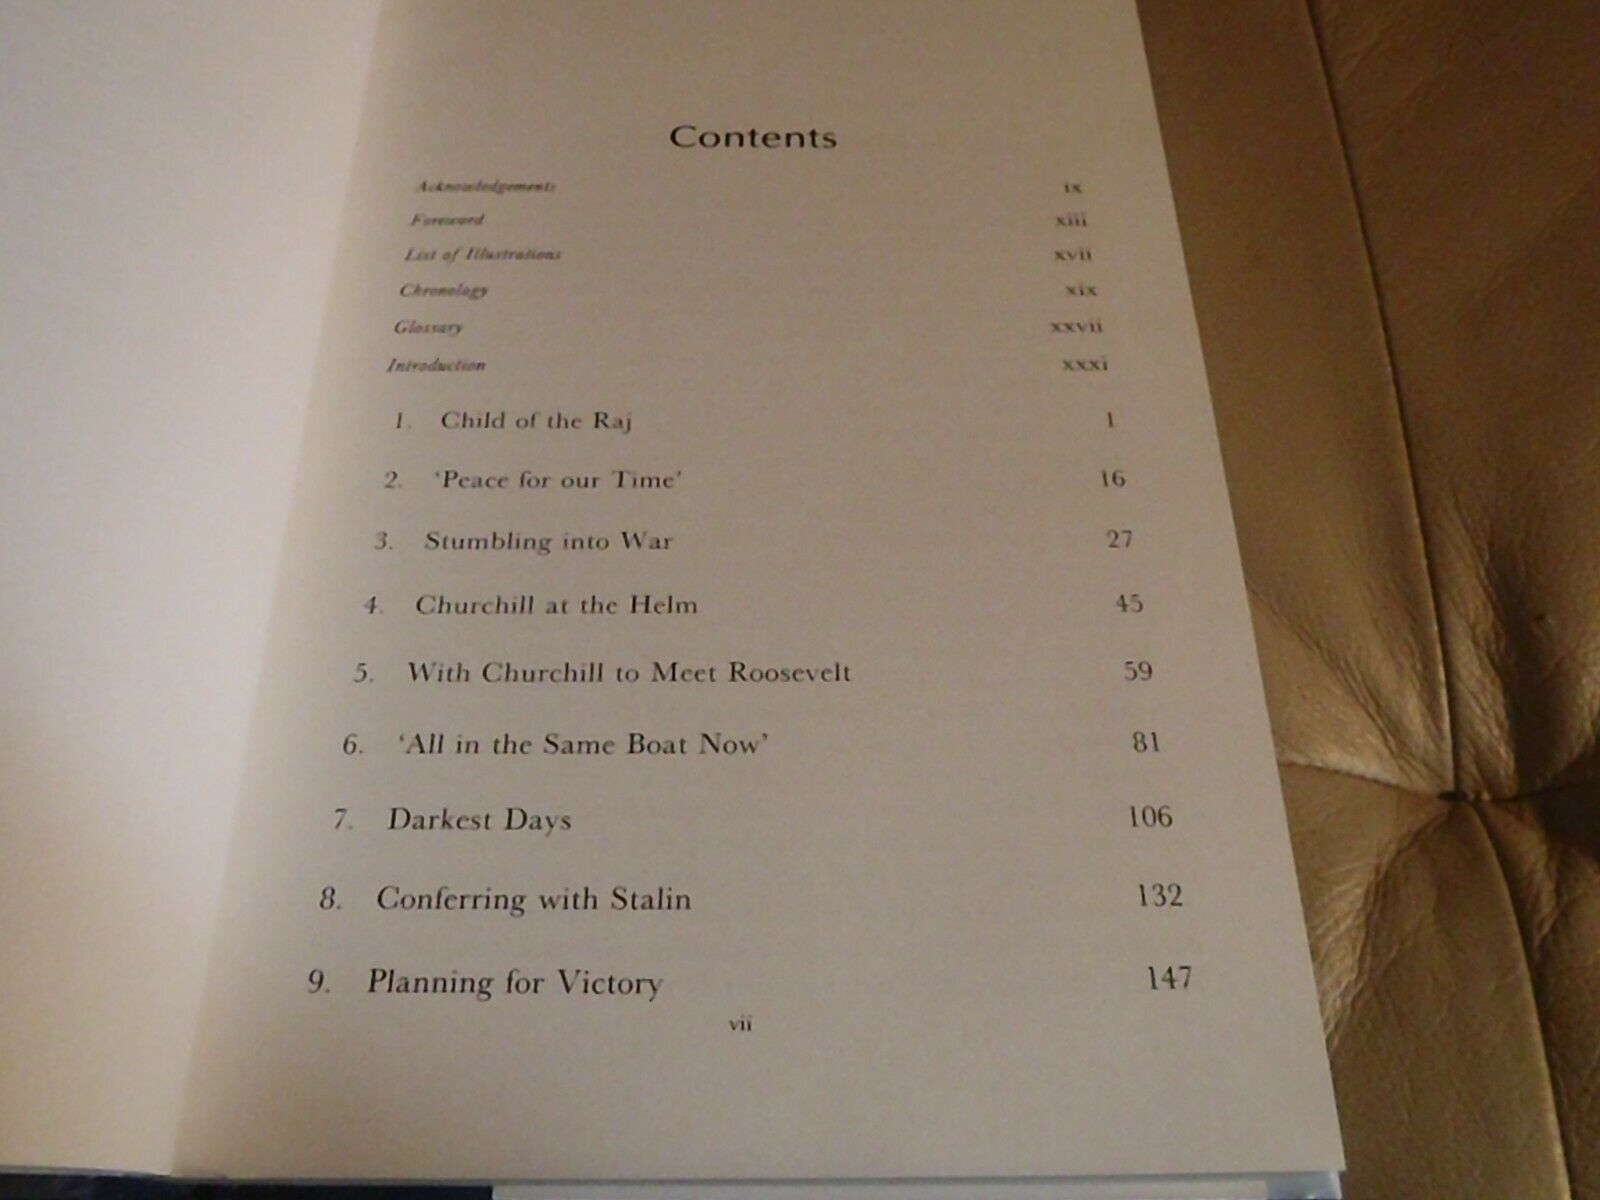 Contents
Acknowledgements ix
Foreword xiii
List of Illustrations xvii
Chronology xix
Glossary xxvii
Introduction xxxi
1. Child of the Raj 1
2. ‘Peace for our Time’ 16
3. Stumbling into War 27
4. Churchill at the Helm 45
5. With Churchill to Meet Roosevelt 59
6. ‘All in the Same Boat Now’ 81
7. Darkest Days 106
8. Conferring with Stalin 132
9. Planning for Victory 147
vii